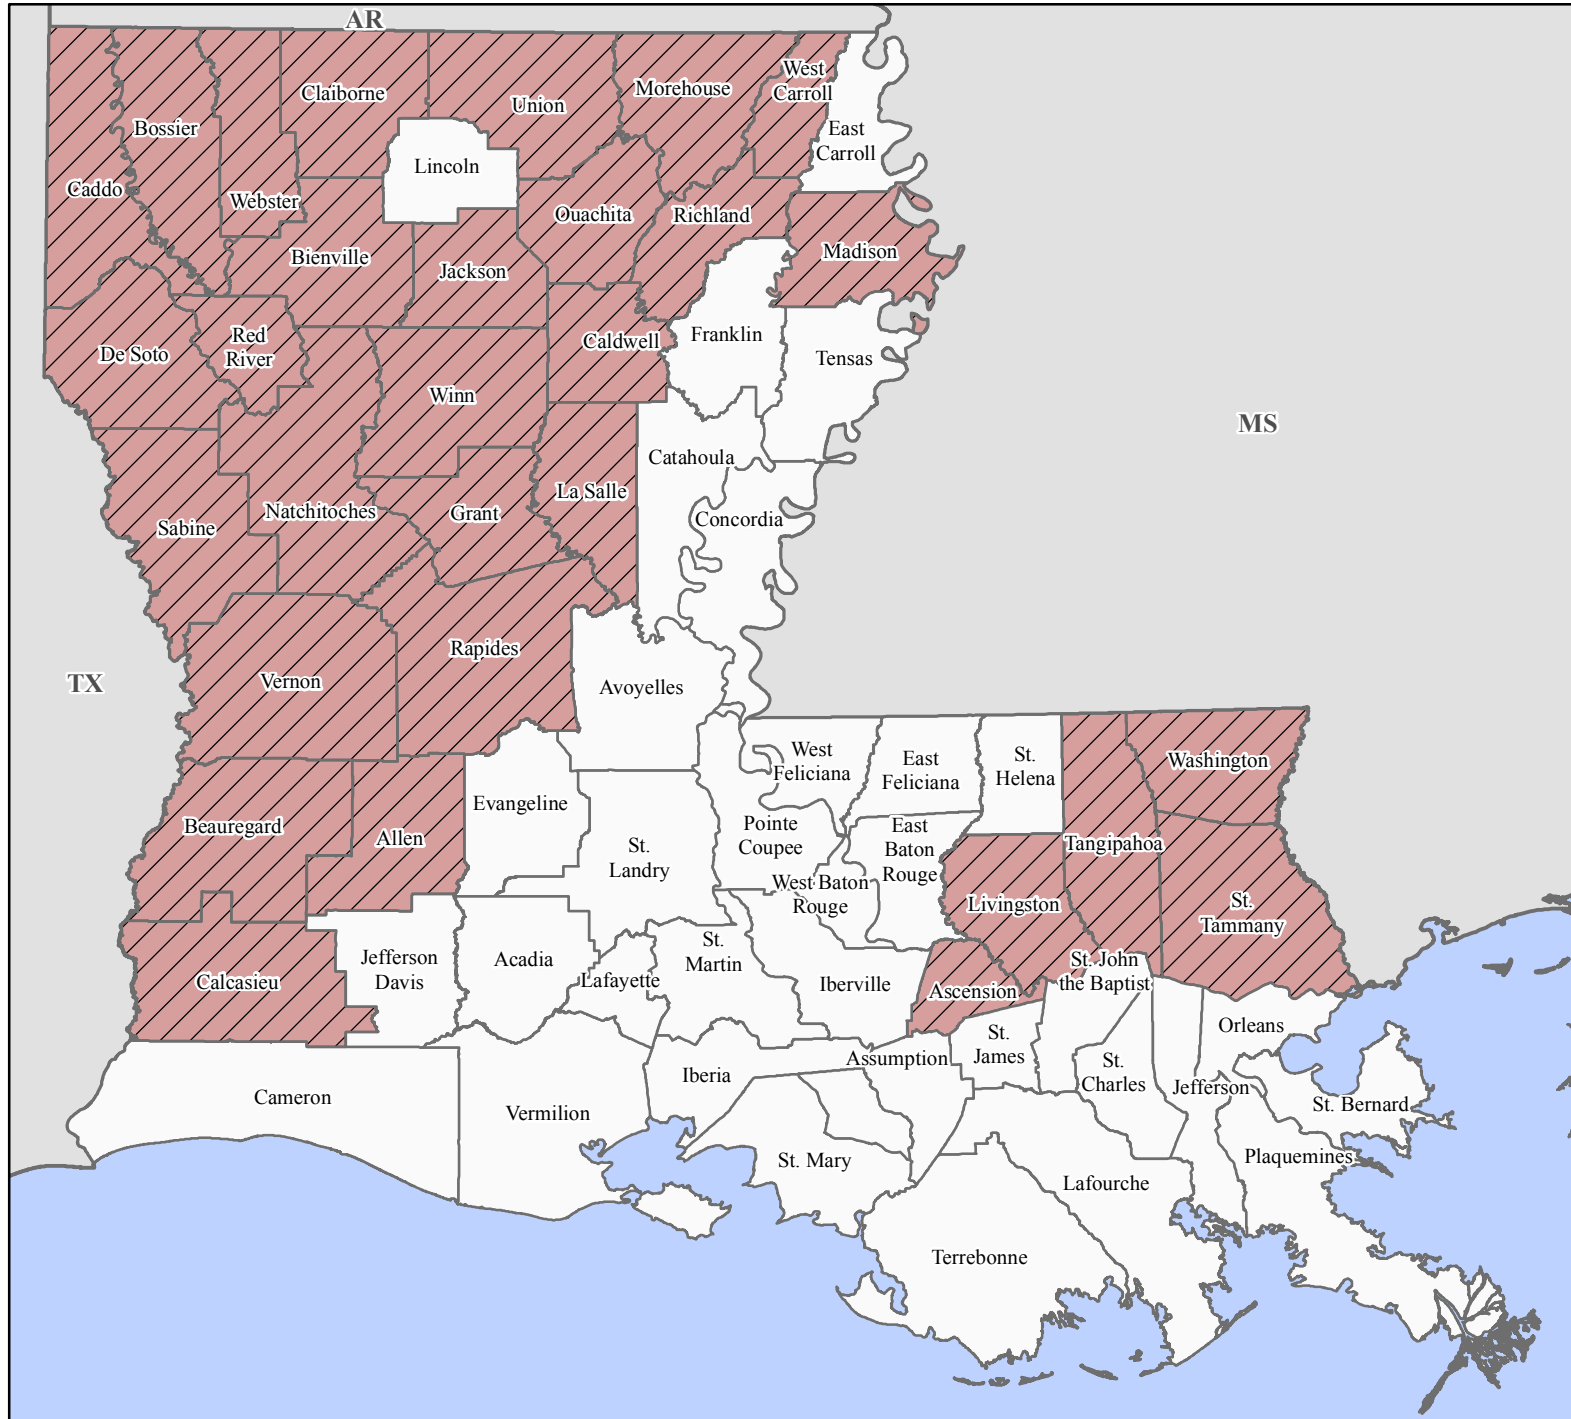 AR
West
Carroll
Morehouse
Claiborne
Union
Bossier
East
Carroll
Lincoln
Caddo
Webster
Ouachita
Richland
Madison
Bienville
Jackson
Red
River
De Soto
Caldwell
Franklin
Tensas
Winn
MS
Catahoula
La Salle
Natchitoches
Grant
Concordia
Sabine
Rapides
TX
Vernon
Avoyelles
West
Feliciana
East
Feliciana
St.
Helena
Washington
Evangeline
Beauregard
Allen
Pointe
Coupee
East
Baton
Rouge
Tangipahoa
St.
Landry
West Baton
Rouge
Livingston
St.
Tammany
Jefferson
Davis
Acadia
St.
Martin
Lafayette
Calcasieu
Iberville
Ascension
St. John
the Baptist
Orleans
St.
James
Assumption
Iberia
St.
Charles
Jefferson
Cameron
Vermilion
St. Bernard
St. Mary
Plaquemines
Lafourche
Terrebonne